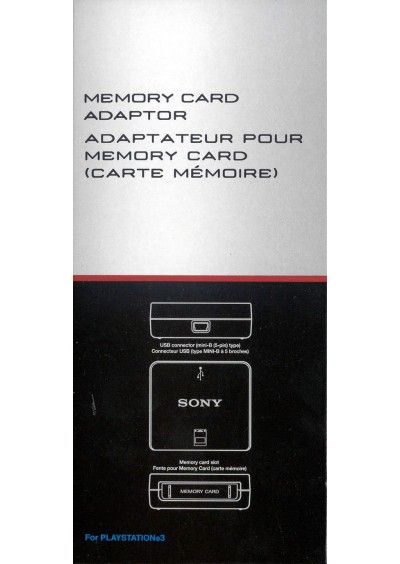 MEMORY CARD
ADAPTOR
ADAPTATEUR POUR
MEMORY CARD
(CARTE MÉMOIRE)
USB connector (mini-B (5-pin) type)
Connecteur USB (type MINI-B à 5 broches)
SONY
Memory card slot
Fente pour Memory Card (carte mémoire)
MEMORY CARD
For PLAYSTATION®3